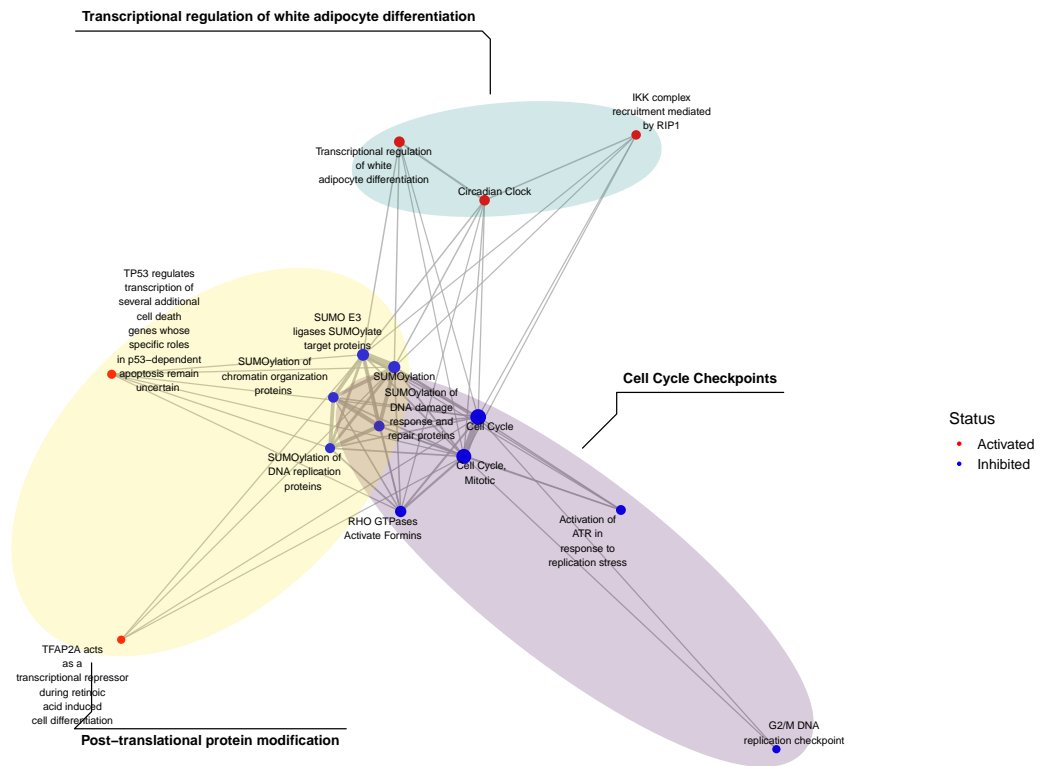 Transcriptional regulation of white adipocyte differentiation
IKK complex
recruitment mediated
by RIP1
Transcriptional regulation
of white
adipocyte differentiation
Circadian Clock
TP53 regulates
transcription of
several additional
cell death
genes whose
specific roles
in p53−dependent
apoptosis remain
uncertain
SUMO E3
ligases SUMOylate
target proteins
SUMOylation of
chromatin organization
proteins
SUMOylation
SUMOylation of
DNA damage
response and
repair proteins
Cell Cycle Checkpoints
Cell Cycle
Cell Cycle,
Mitotic
SUMOylation of
DNA replication
proteins
RHO GTPases
Activate Formins
Activation of
ATR in
response to
replication stress
Status
Activated
Inhibited
TFAP2A acts
as a
transcriptional repressor
during retinoic
acid induced
cell differentiation
Post−translational protein modification
G2/M DNA
replication checkpoint